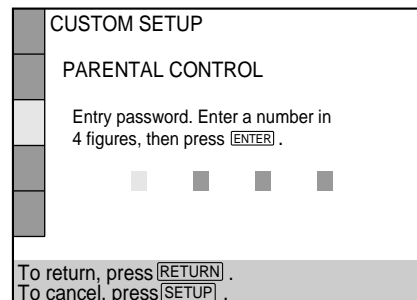 CUSTOM SETUP
PARENTAL CONTROL
Entry password. Enter a number in
4 figures, then press ENTER .
To return, press RETURN .
To cancel, press SETUP .